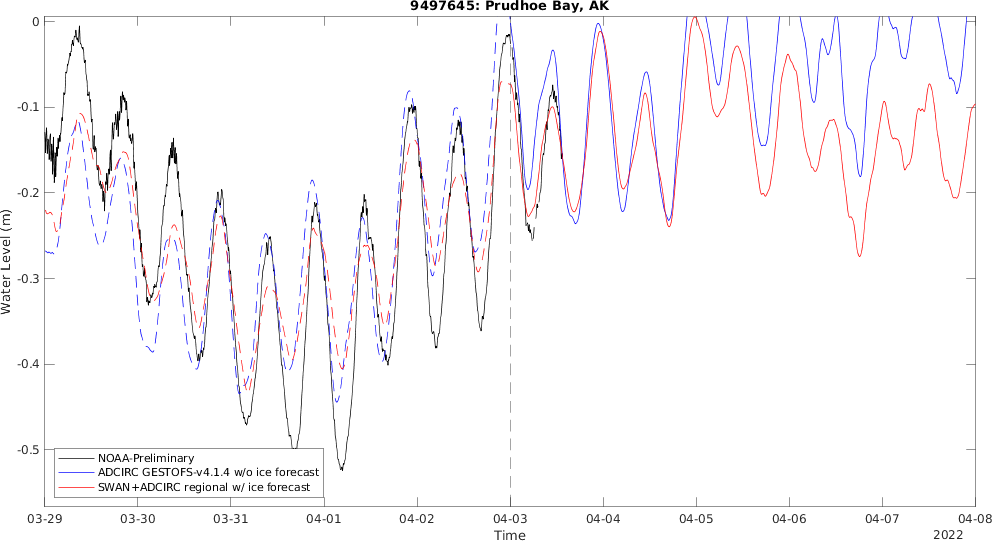 9497645: Prudhoe Bay, AK
0
-0.1
-0.2
-0.3
-0.4
-0.5
Water Level (m)
NOAA-Preliminary
ADCIRC GESTOFS-v4.1.4 w/o ice forecast
SWAN+ADCIRC regional w/ ice forecast
03-29 03-30 03-31 04-01 04-02 04-03 04-04 04-05 04-06 04-07 04-08
Time
2022